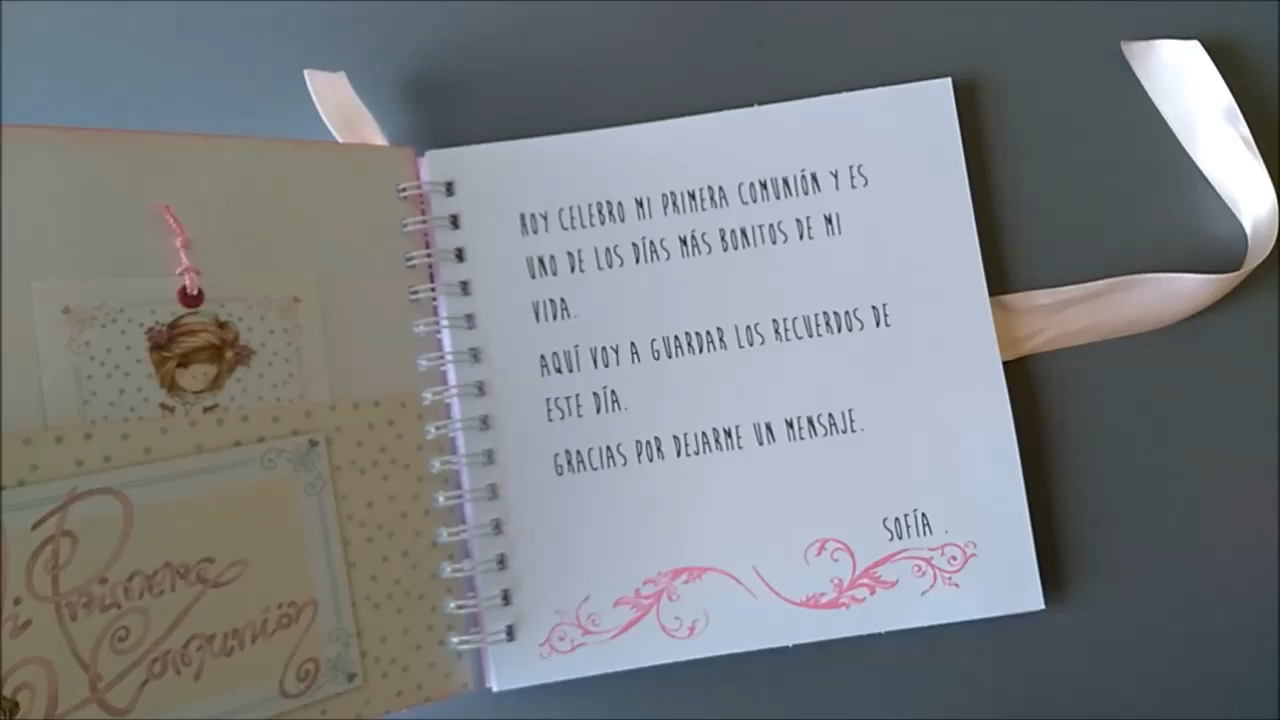 i Primera
Comunión
HOY CELEBRO MI PRIMERA COMUNIÓN Y ES
UNO DE LOS DÍAS MÁS BONITOS DE MI
VIDA.
AQUÍ VOY A GUARDAR LOS RECUERDOS DE
ESTE DÍA.
GRACIAS POR DEJARME UN MENSAJE.
SOFÍA .